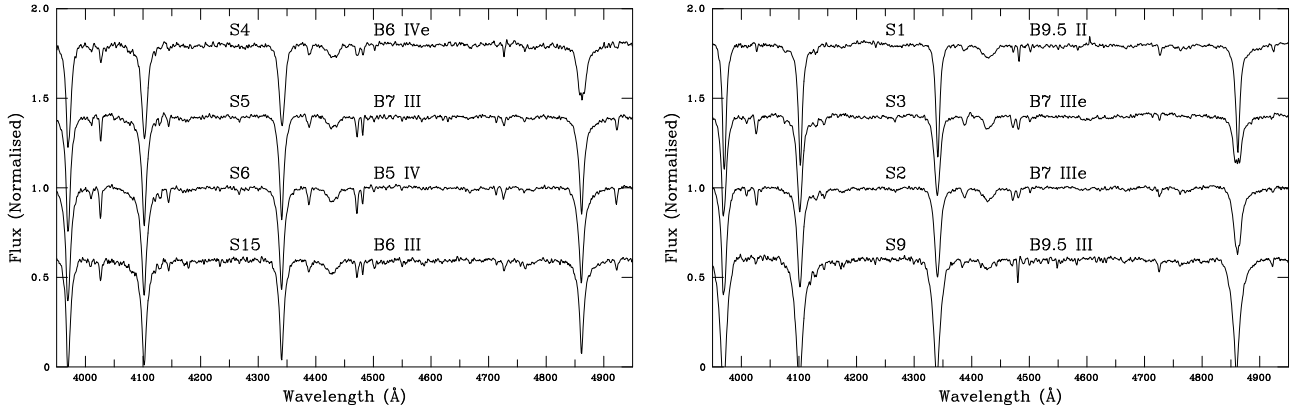 2.0
S4 B6 IVe
1.5
S5 B7 III
1.0
S6 B5 IV
0.5
S15 B6 III
0
4000 4100 4200 4300 4400 4500 4600 4700 4800 4900
Wavelength (Å)
Flux (Normalised)
2.0
S1 B9.5 II
1.5
S3 B7 IIIe
1.0
S2 B7 IIIe
0.5
S9 B9.5 III
0
4000 4100 4200 4300 4400 4500 4600 4700 4800 4900
Wavelength (Å)
Flux (Normalised)